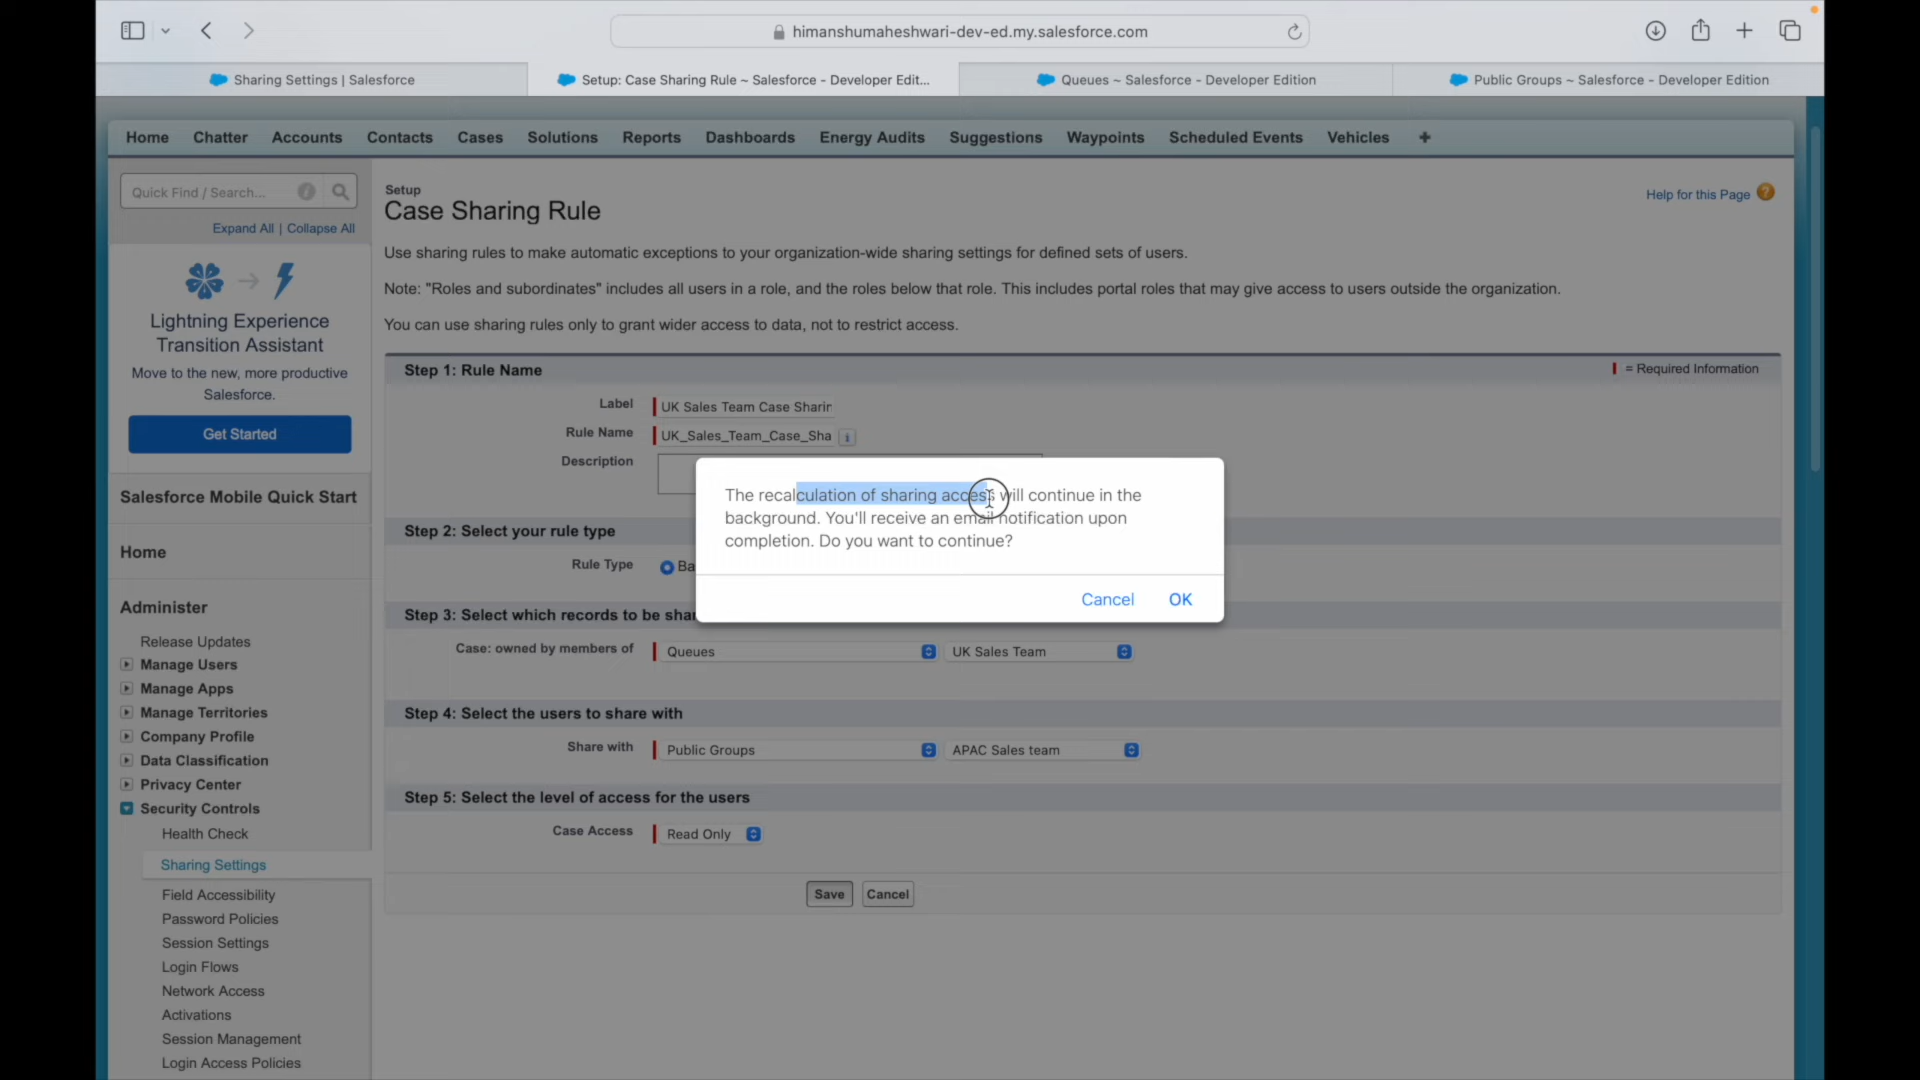 himanshumaheshwari-dev-ed.my.salesforce.com
Sharing Settings | Salesforce
Setup: Case Sharing Rule ~ Salesforce - Developer Edit...
Queues ~ Salesforce - Developer Edition
Public Groups ~ Salesforce - Developer Edition
Home Chatter Accounts Contacts Cases Solutions Reports Dashboards Energy Audits Suggestions Waypoints Scheduled Events Vehicles +
Quick Find / Search...
Expand All | Collapse All
Lightning Experience
Transition Assistant
Move to the new, more productive
Salesforce.
Get Started
Salesforce Mobile Quick Start
Home
Administer
Release Updates
Manage Users
Manage Apps
Manage Territories
Company Profile
Data Classification
Privacy Center
Security Controls
Health Check
Sharing Settings
Field Accessibility
Password Policies
Session Settings
Login Flows
Network Access
Activations
Session Management
Login Access Policies
Setup
Case Sharing Rule
Help for this Page ?
Use sharing rules to make automatic exceptions to your organization-wide sharing settings for defined sets of users.
Note: "Roles and subordinates" includes all users in a role, and the roles below that role. This includes portal roles that may give access to users outside the organization.
You can use sharing rules only to grant wider access to data, not to restrict access.
Step 1: Rule Name
= Required Information
Label UK Sales Team Case Sharin
Rule Name UK_Sales_Team_Case_Sha i
Description
Step 2: Select your rule type
Rule Type Ba
Step 3: Select which records to be shar
Case: owned by members of Queues UK Sales Team
Step 4: Select the users to share with
Share with Public Groups APAC Sales team
Step 5: Select the level of access for the users
Case Access Read Only
Save Cancel
The recalculation of sharing access will continue in the
background. You'll receive an email notification upon
completion. Do you want to continue?
Cancel OK